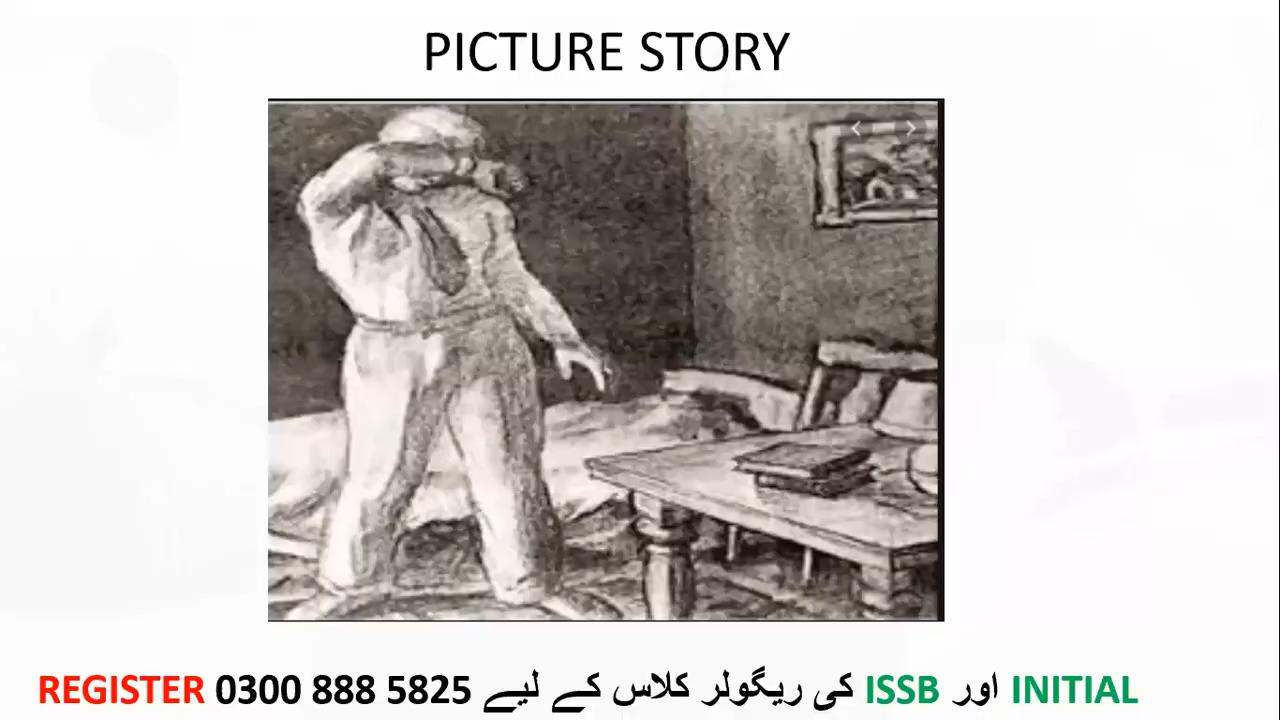 PICTURE STORY
REGISTER 0300 888 5825 کی ریگولر کلاس کے لیے ISSB اور INITIAL